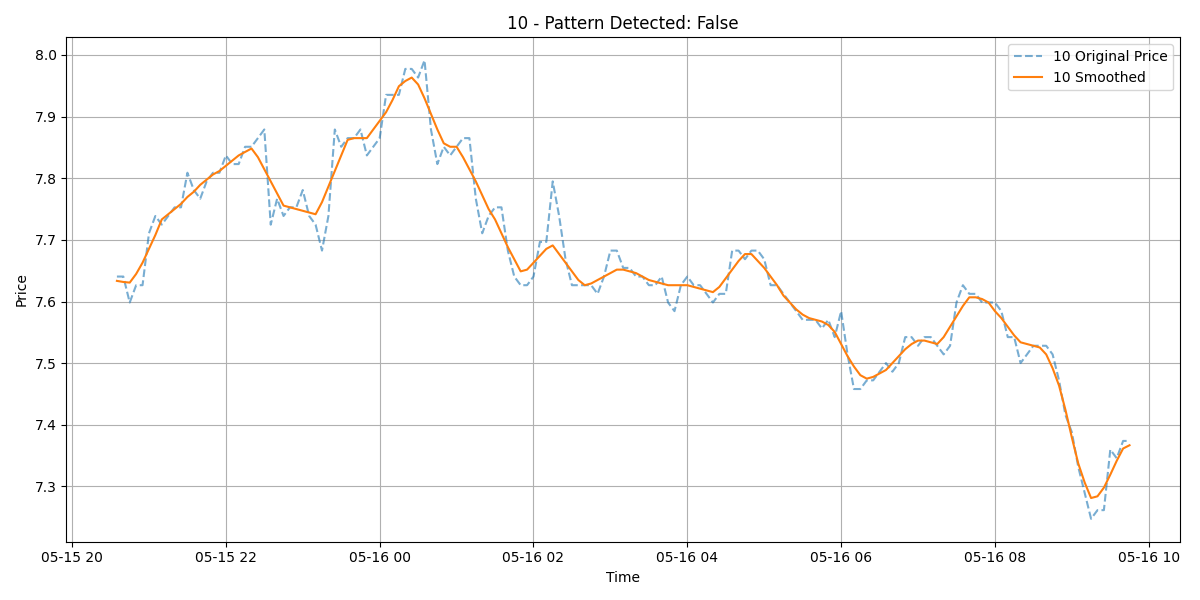 10 - Pattern Detected: False
10 Original Price
10 Smoothed
Price
8.0
7.9
7.8
7.7
7.6
7.5
7.4
7.3
05-15 20 05-15 22 05-16 00 05-16 02 05-16 04 05-16 06 05-16 08 05-16 10
Time